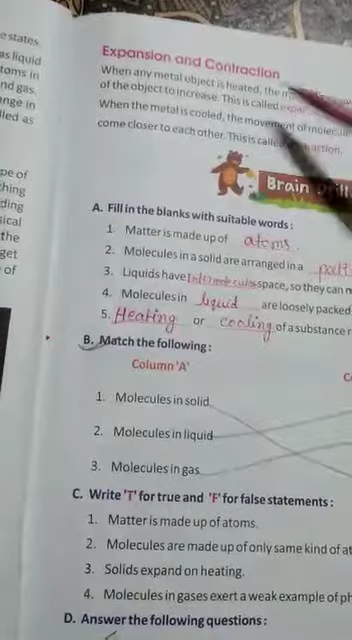 e states
as liquid
toms in
nd gas.
nge in
lled as
pe of
hing
ding
ical
the
get
of
Expansion and Contraction
When any metal object is heated, the
of the object to increase. This is called
When the metal is cooled, the movement of
come closer to each other. This is called
Brain
A. Fill in the blanks with suitable words :
1. Matter is made up of atoms.
2. Molecules in a solid are arranged in a
3. Liquids have Intermolecular space, so they can
4. Molecules in liquid are loosely packed
5. Heating or cooling of a substance
B. Match the following :
Column 'A'
1. Molecules in solid
2. Molecules in liquid
3. Molecules in gas
C. Write 'T' for true and 'F' for false statements :
1. Matter is made up of atoms.
2. Molecules are made up of only same kind of at
3. Solids expand on heating.
4. Molecules in gases exert a weak example of ph
D. Answer the following questions :